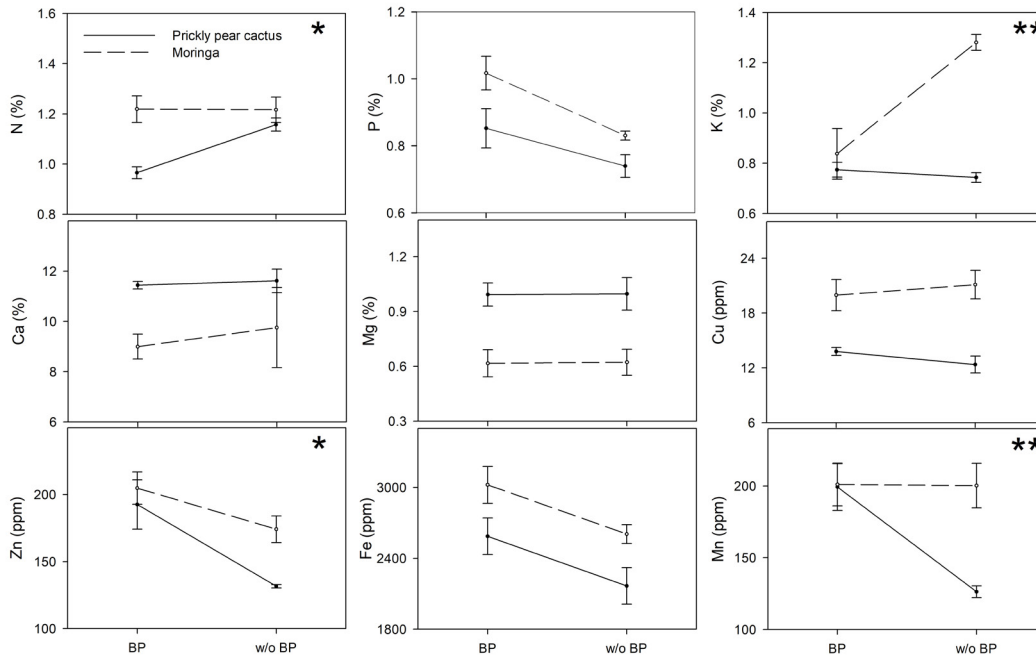 1.6
1.4
1.2
1.0
0.8
N (%)
Prickly pear cactus
Moringa
*
1.2
1.0
0.8
0.6
P (%)
1.4
1.2
1.0
0.8
0.6
K (%)
**
12
10
8
6
Ca (%)
1.2
0.9
0.6
0.3
Mg (%)
24
18
12
6
Cu (ppm)
200
150
100
Zn (ppm)
*
BP
w/o BP
3000
2400
1800
Fe (ppm)
BP
w/o BP
200
150
100
Mn (ppm)
**
BP
w/o BP